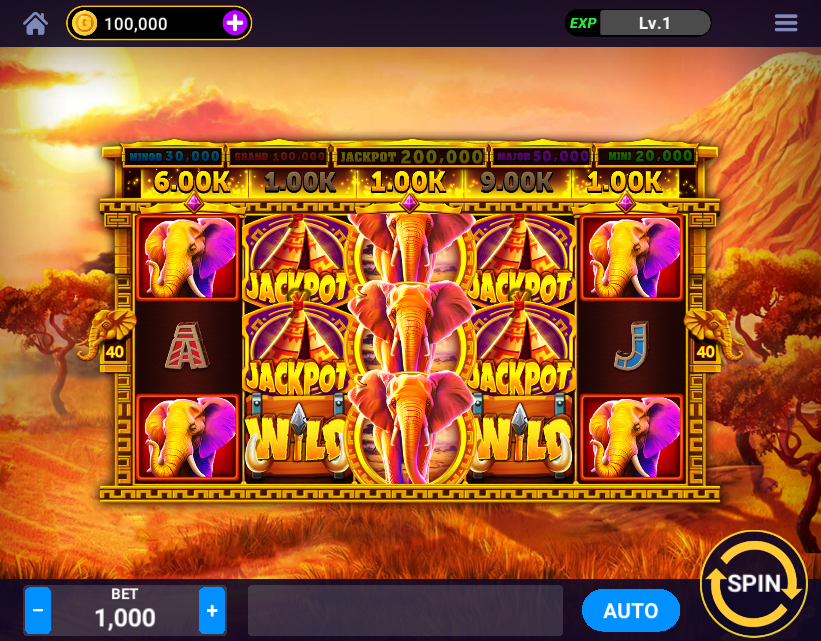 G 100,000 +
EXP Lv.1
MINOR 30,000 GRAND 100,000 JACKPOT 200,000 MAJOR 50,000 MINI 20,000
6.00K 1.00K 1.00K 9.00K 1.00K
JACKPOT JACKPOT
40 A J 40
JACKPOT JACKPOT
WILD WILD
BET
- 1,000 +
AUTO
SPIN